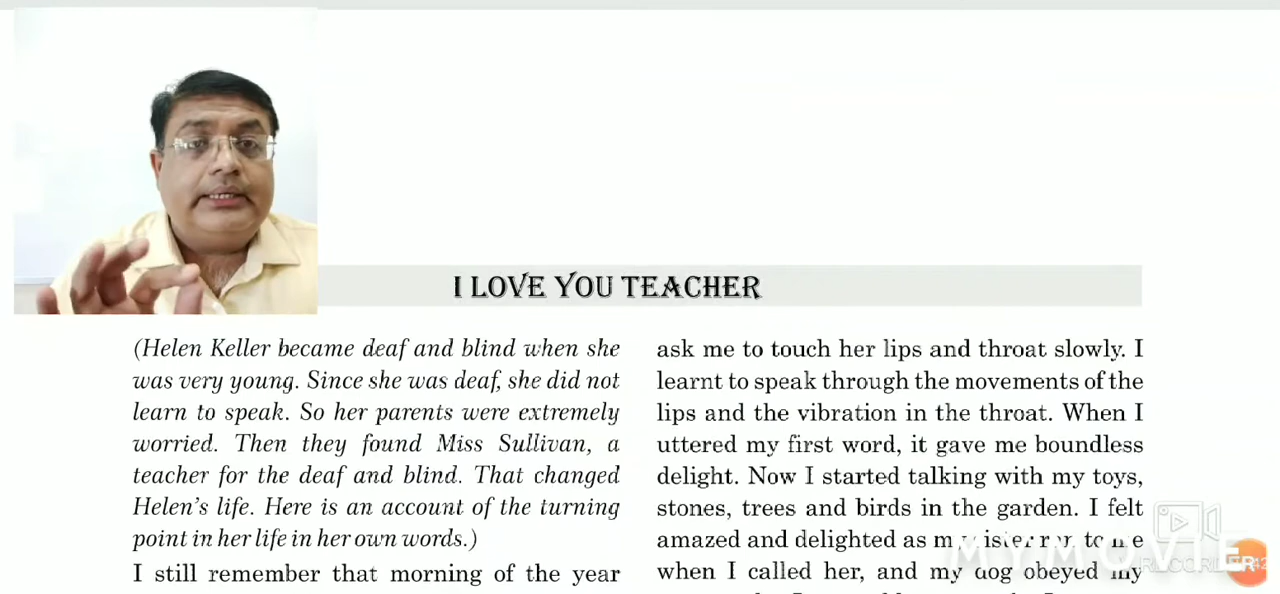 I LOVE YOU TEACHER
(Helen Keller became deaf and blind when she
was very young. Since she was deaf, she did not
learn to speak. So her parents were extremely
worried. Then they found Miss Sullivan, a
teacher for the deaf and blind. That changed
Helen's life. Here is an account of the turning
point in her life in her own words.)
I still remember that morning of the year
ask me to touch her lips and throat slowly. I
learnt to speak through the movements of the
lips and the vibration in the throat. When I
uttered my first word, it gave me boundless
delight. Now I started talking with my toys,
stones, trees and birds in the garden. I felt
amazed and delighted as my sister ran to me
when I called her, and my dog obeyed my
MYMOVIE
RECORDER